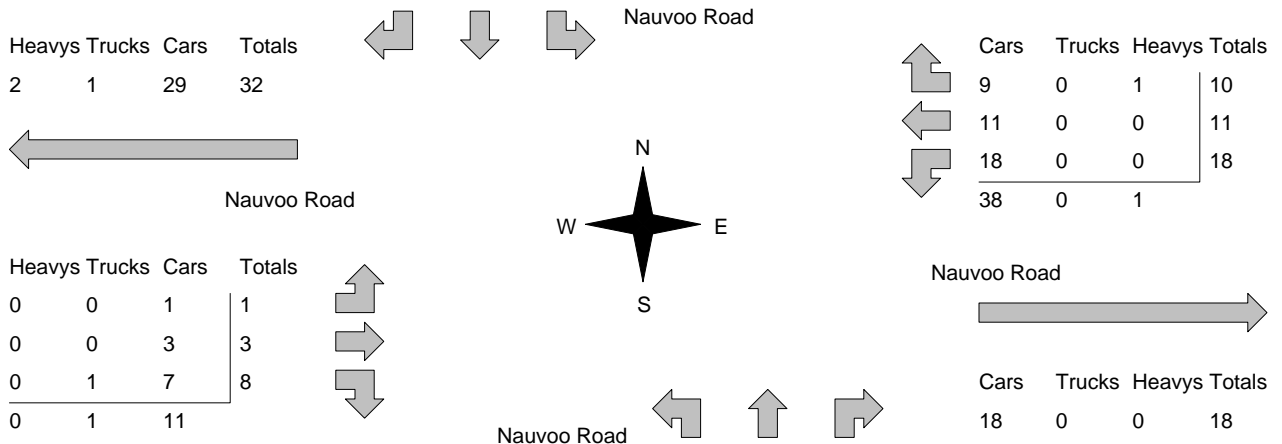 Nauvoo Road
Heavys Trucks Cars Totals
2 1 29 32
Cars Trucks Heavys Totals
9 0 1 10
11 0 0 11
18 0 0 18
38 0 1
N
W E
S
Nauvoo Road
Heavys Trucks Cars Totals
0 0 1 1
0 0 3 3
0 1 7 8
0 1 11
Nauvoo Road
Cars Trucks Heavys Totals
18 0 0 18
Nauvoo Road